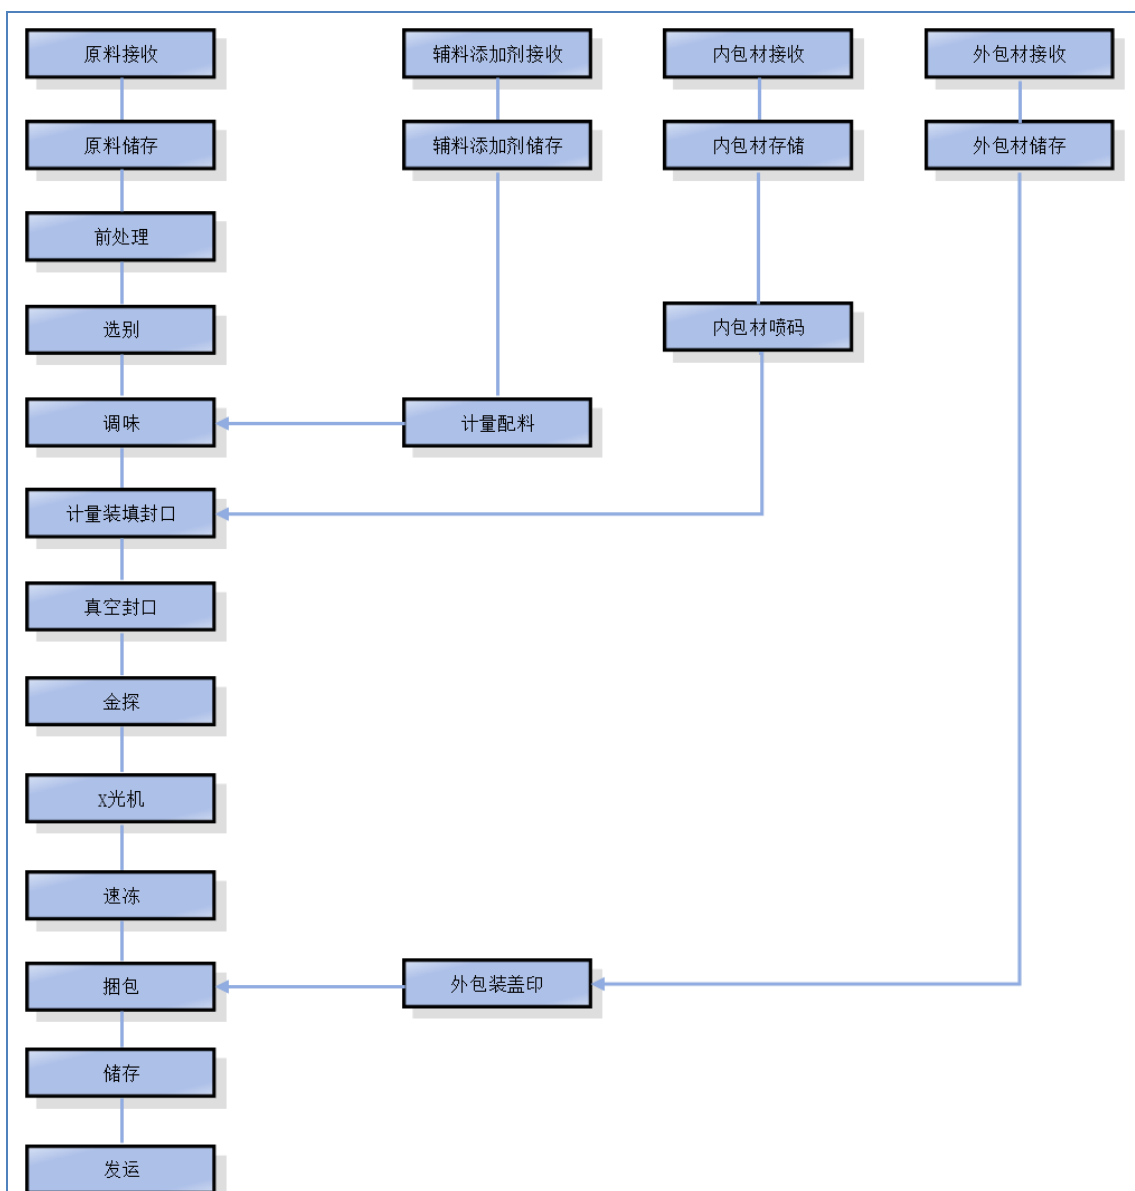 原料接收
辅料添加剂接收
内包材接收
外包材接收
原料储存
辅料添加剂储存
内包材存储
外包材储存
前处理
选别
内包材喷码
调味
计量配料
计量装填封口
真空封口
金探
X光机
速冻
捆包
外包装盖印
储存
发运